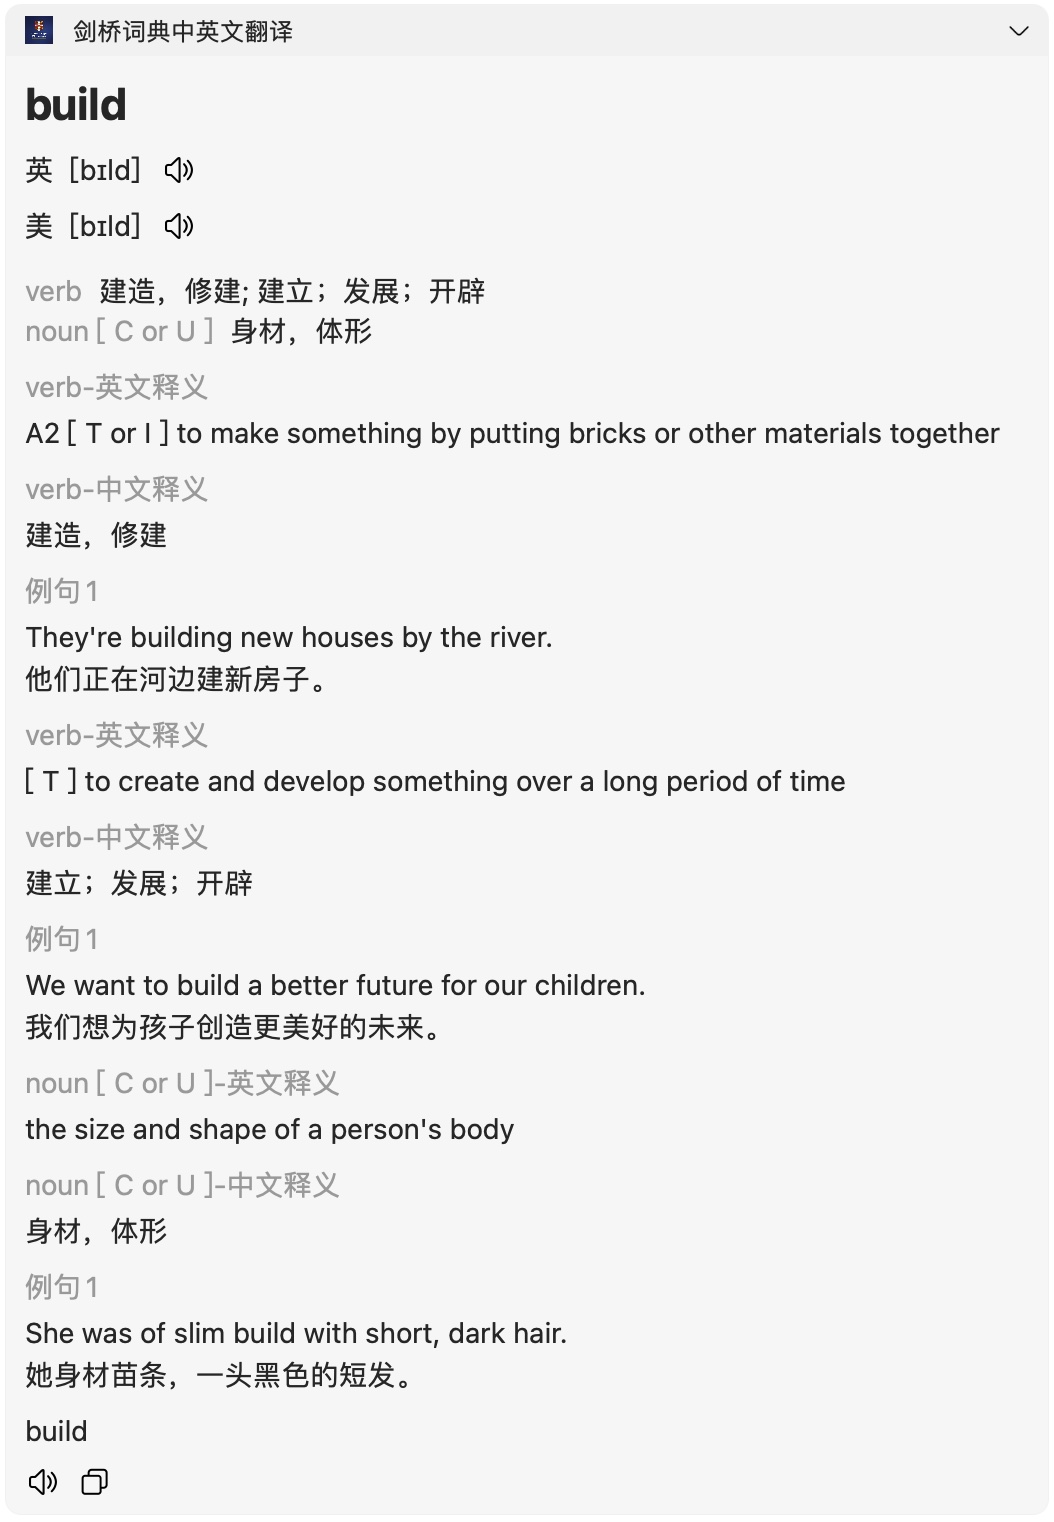 剑桥词典中英文翻译
build
英 [bɪld]
美 [bɪld]
verb 建造，修建; 建立；发展；开辟
noun [ C or U ] 身材，体形
verb-英文释义
A2 [ T or I ] to make something by putting bricks or other materials together
verb-中文释义
建造，修建
例句 1
They're building new houses by the river.
他们正在河边建新房子。
verb-英文释义
[ T ] to create and develop something over a long period of time
verb-中文释义
建立；发展；开辟
例句 1
We want to build a better future for our children.
我们想为孩子创造更美好的未来。
noun [ C or U ]-英文释义
the size and shape of a person's body
noun [ C or U ]-中文释义
身材，体形
例句 1
She was of slim build with short, dark hair.
她身材苗条，一头黑色的短发。
build